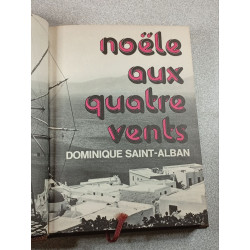 noële
aux
quatre
vents
DOMINIQUE SAINT-ALBAN